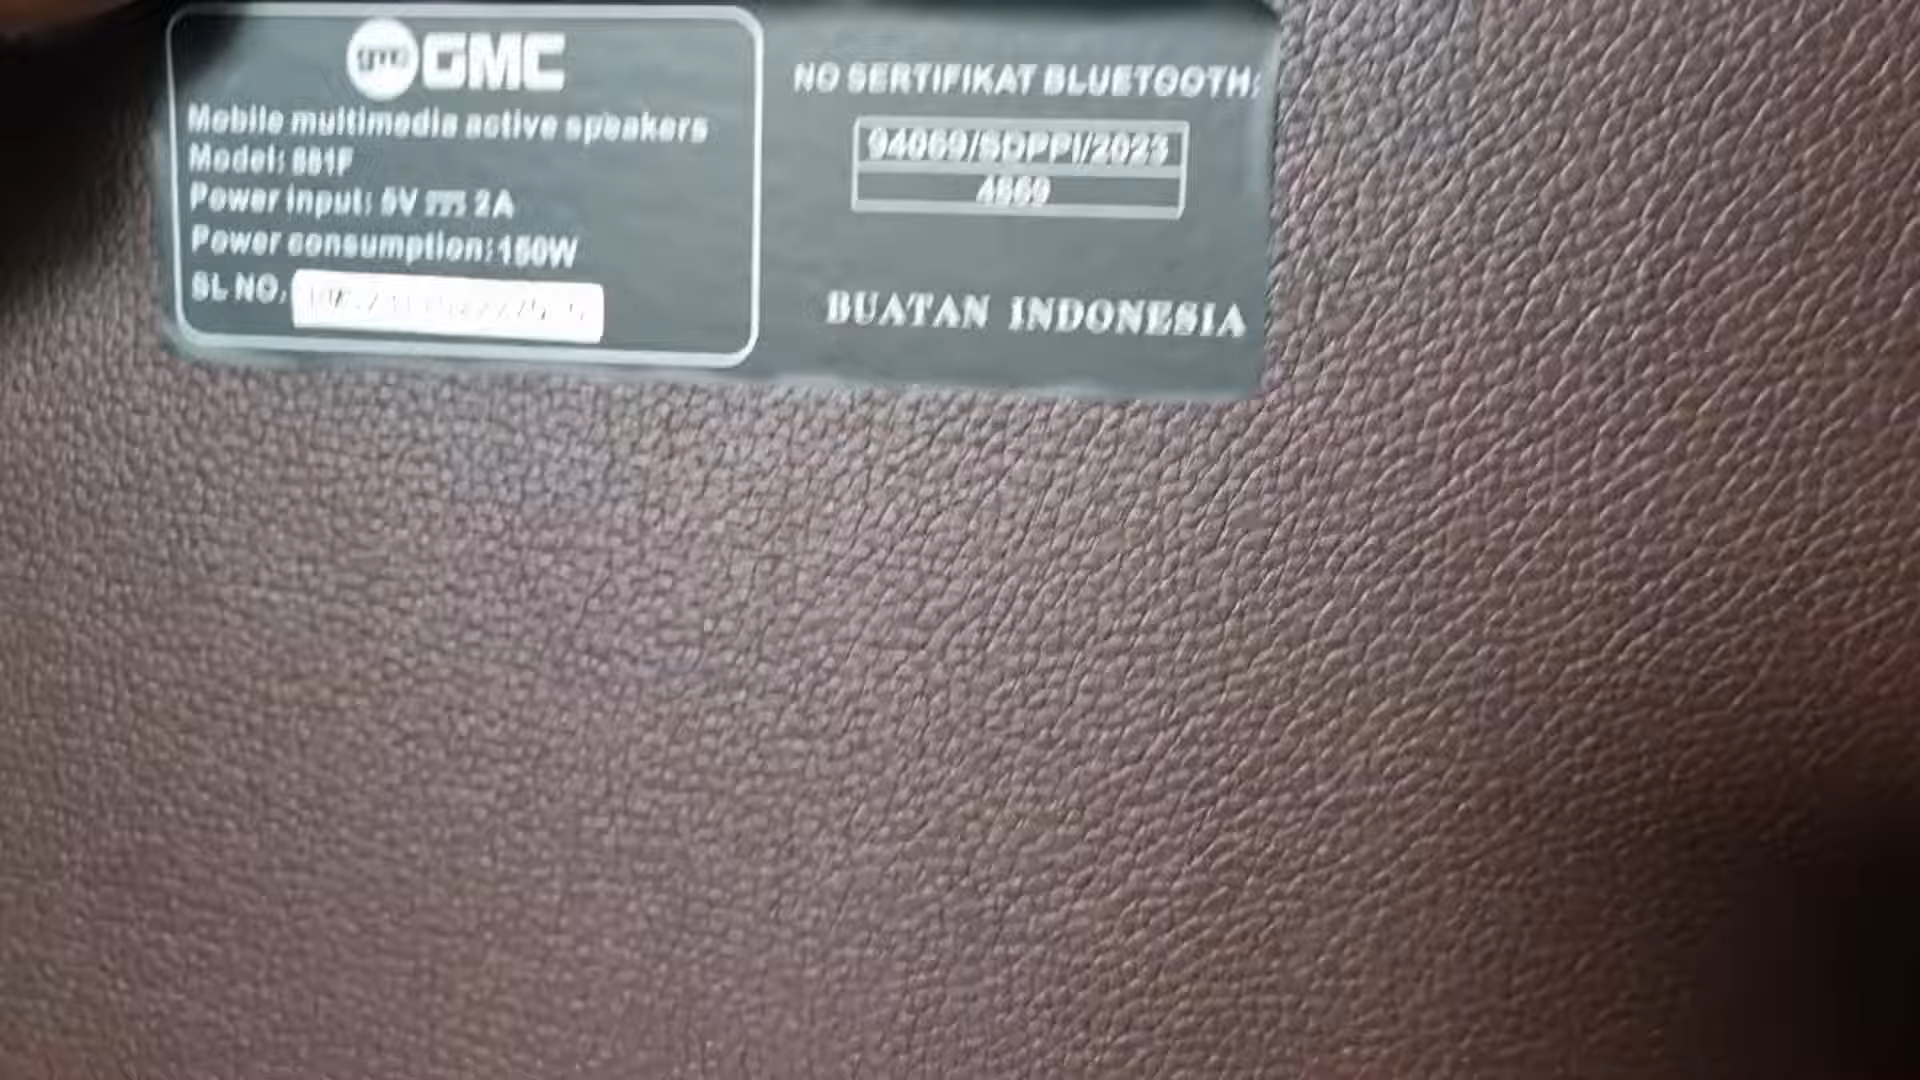 gmc GMC
Mobile multimedia active speakers
Model: 881F
Power input: 5V 2A
Power consumption: 150W
SL NO.
NO SERTIFIKAT BLUETOOTH:
94069/SDPPI/2023
4869
BUATAN INDONESIA